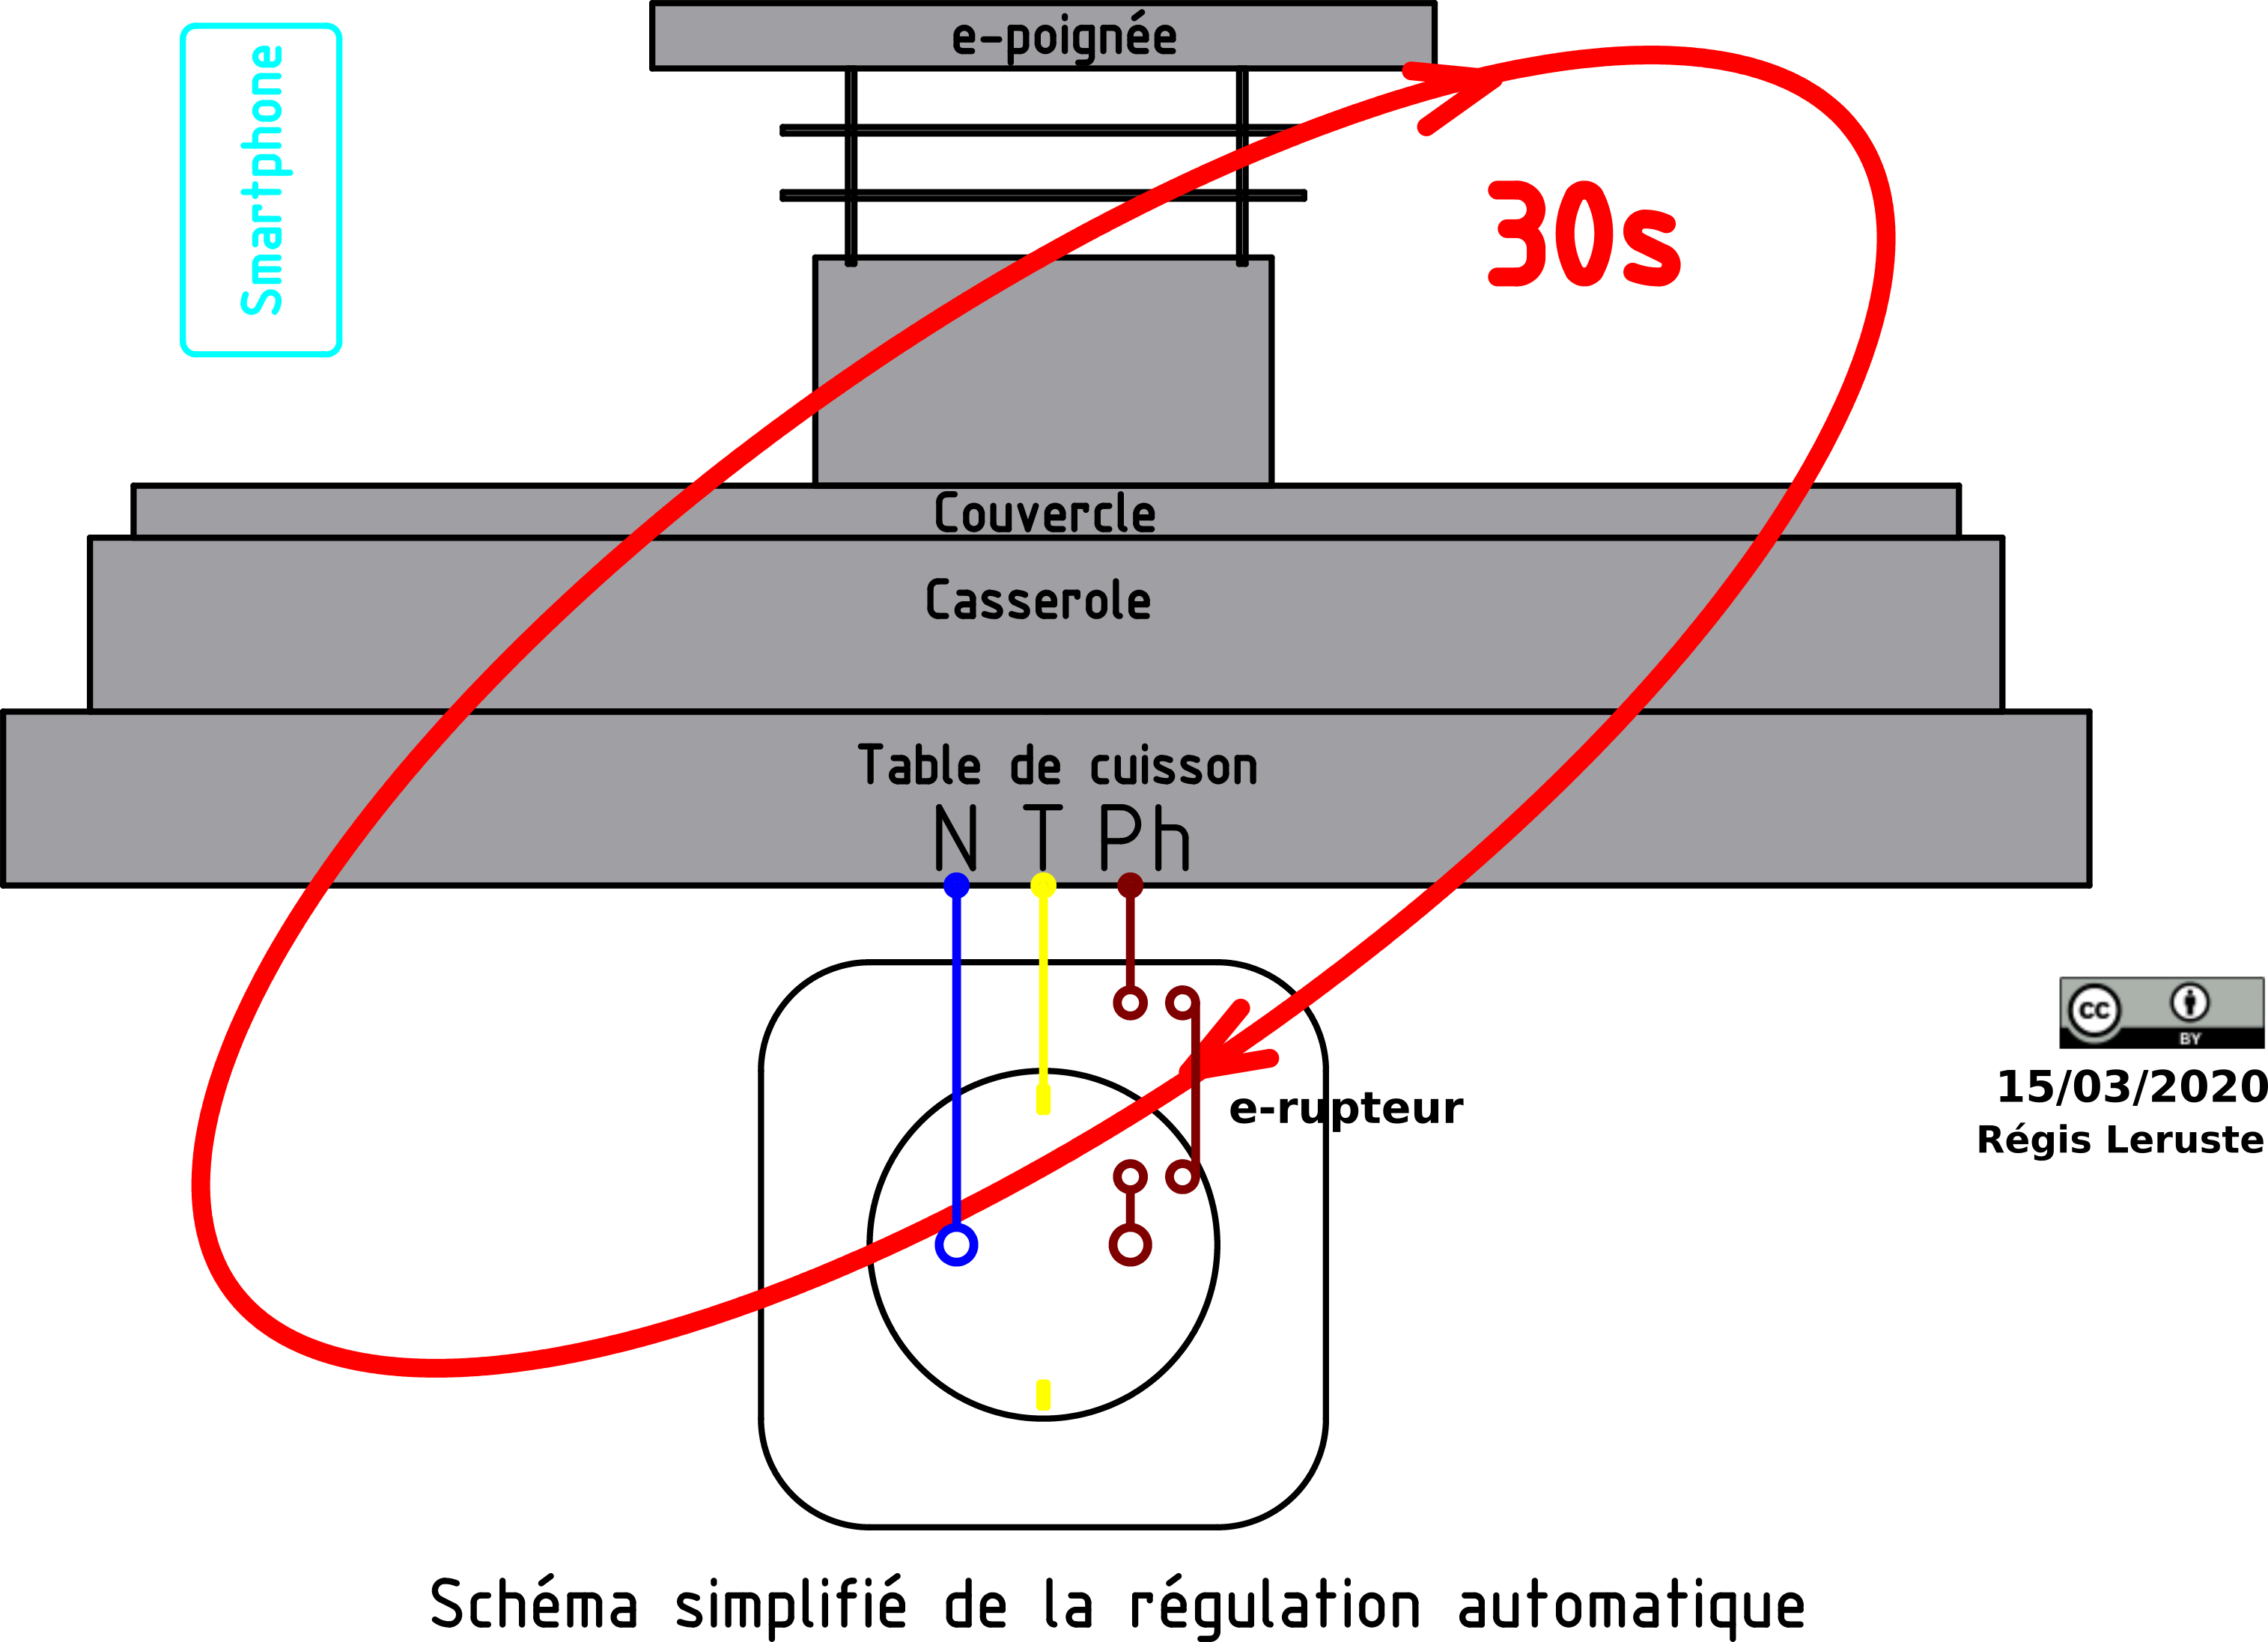 e-poignée
Smartphone
30s
Couvercle
Casserole
Table de cuisson
N T Ph
e-rupteur
CC
BY
15/03/2020
Régis Leruste
Schéma simplifié de la régulation automatique